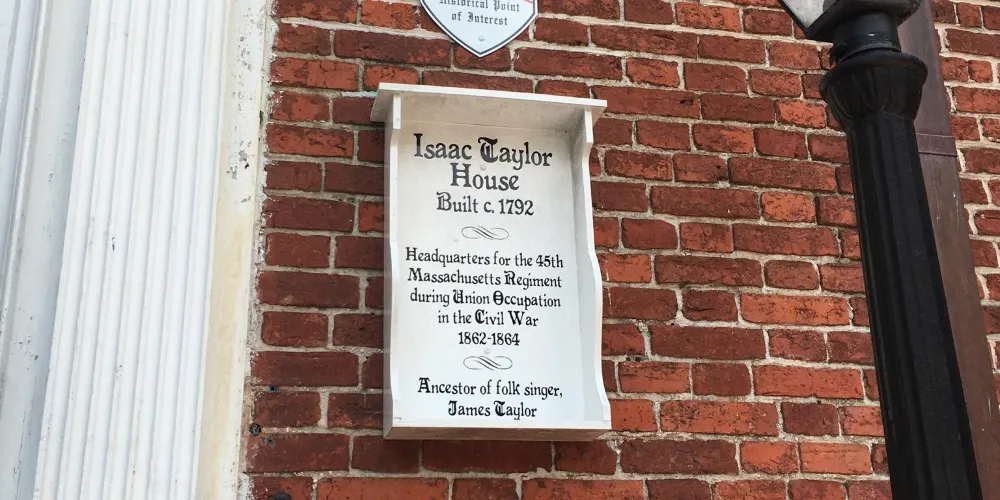 Historical Point
of Interest
Isaac Taylor
House
Built c. 1792
Headquarters for the 45th
Massachusetts Regiment
during Union Occupation
in the Civil War
1862-1864
Ancestor of folk singer,
James Taylor